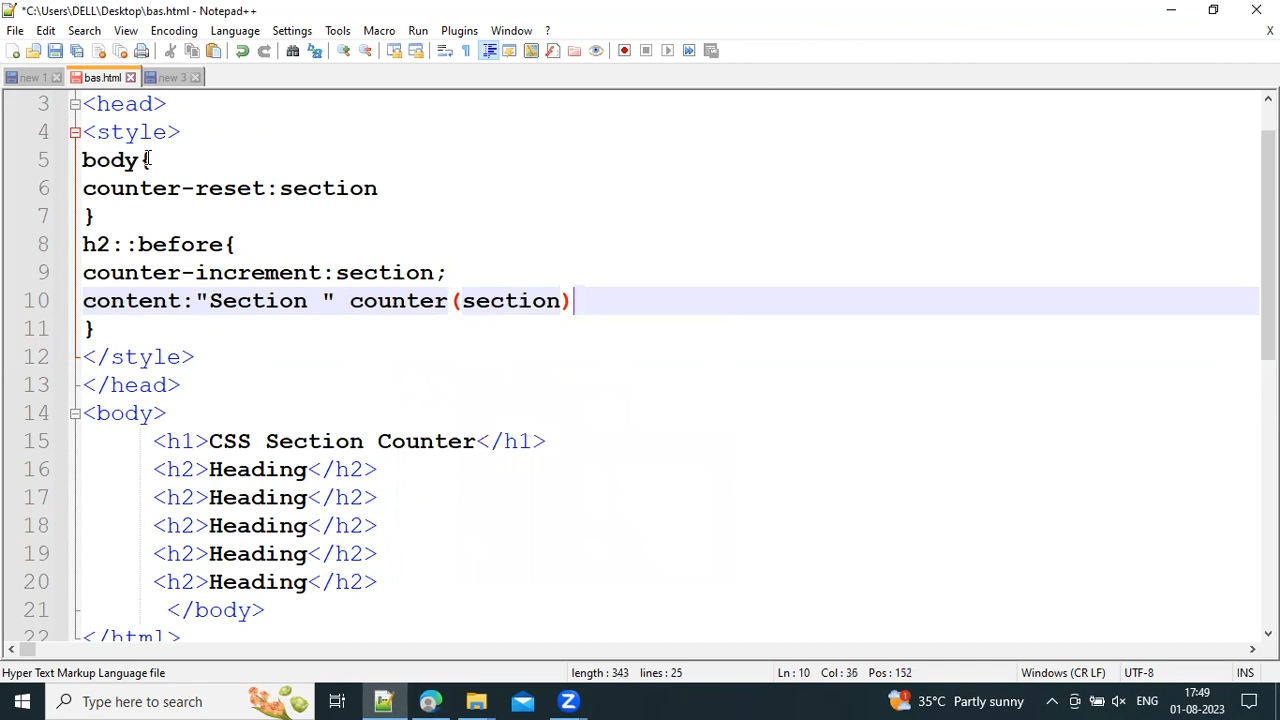 *C:\Users\DELL\Desktop\bas.html - Notepad++
File Edit Search View Encoding Language Settings Tools Macro Run Plugins Window ?
X
new 1 bas.html new 3
3 <head>
4 <style>
5 body{
6 counter-reset:section
7 }
8 h2::before{
9 counter-increment:section;
10 content:"Section " counter(section)
11 }
12 </style>
13 </head>
14 <body>
15 <h1>CSS Section Counter</h1>
16 <h2>Heading</h2>
17 <h2>Heading</h2>
18 <h2>Heading</h2>
19 <h2>Heading</h2>
20 <h2>Heading</h2>
21 </body>
22 </html>
Hyper Text Markup Language file length : 343 lines : 25 Ln : 10 Col : 36 Pos : 152 Windows (CR LF) UTF-8 INS
Type here to search 35°C Partly sunny ENG 17:49
01-08-2023